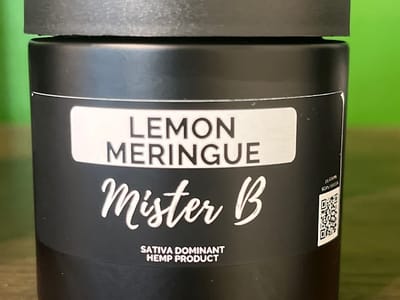 LEMON
MERINGUE
Mister B
SATIVA DOMINANT
HEMP PRODUCT